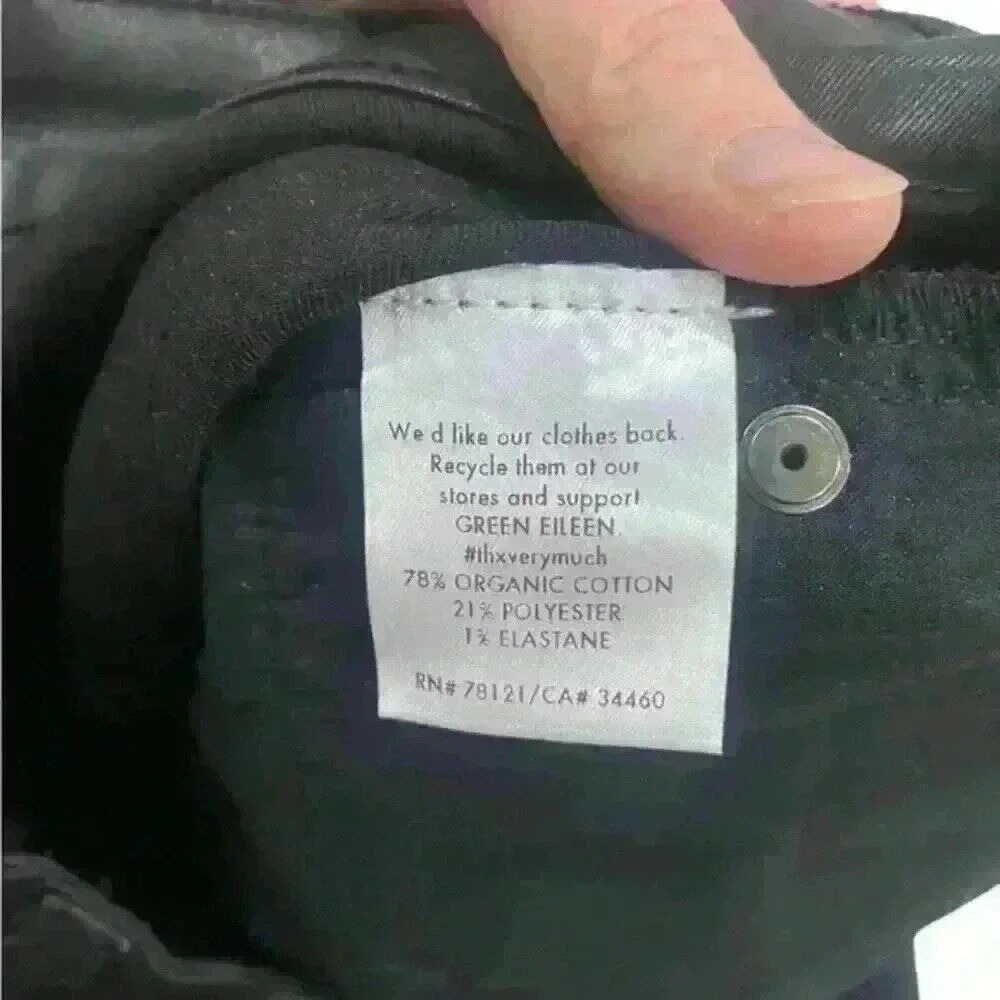 We'd like our clothes back.
Recycle them at our
stores and support
GREEN EILEEN.
#thxverymuch
78% ORGANIC COTTON
21% POLYESTER
1% ELASTANE
RN# 78121/CA# 34460